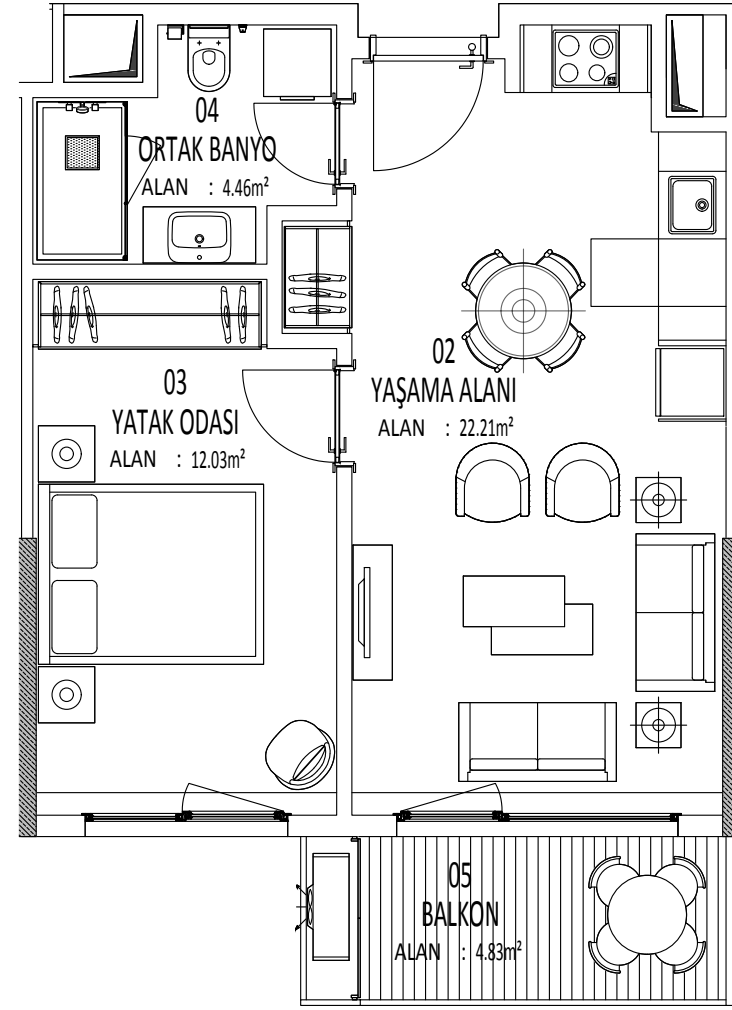 04
ORTAK BANYO
ALAN : 4.46m²
02
YAŞAMA ALANI
ALAN : 22.21m²
03
YATAK ODASI
ALAN : 12.03m²
05
BALKON
ALAN : 4.83m²